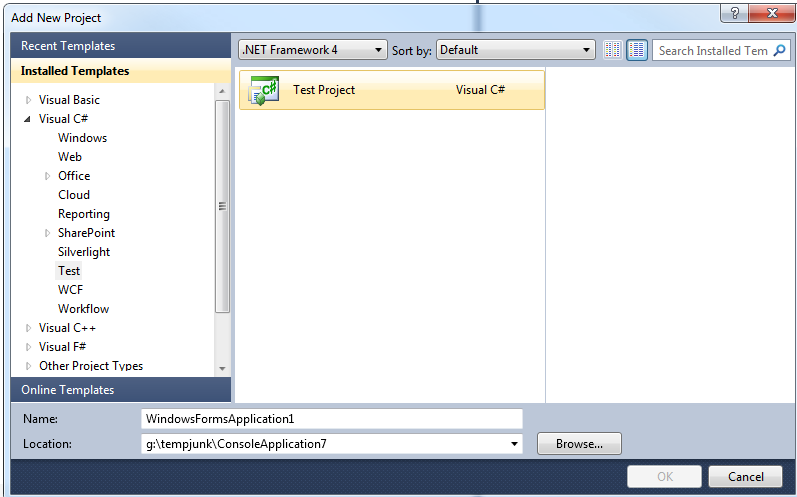 Add New Project
?
Recent Templates
.NET Framework 4 Sort by: Default Search Installed Tem
Installed Templates
Test Project Visual C#
C#
Visual Basic
Visual C#
Windows
Web
Office
Cloud
Reporting
SharePoint
Silverlight
Test
WCF
Workflow
Visual C++
Visual F#
Other Project Types
Online Templates
Name: WindowsFormsApplication1
Location: g:\tempjunk\ConsoleApplication7 Browse...
OK Cancel